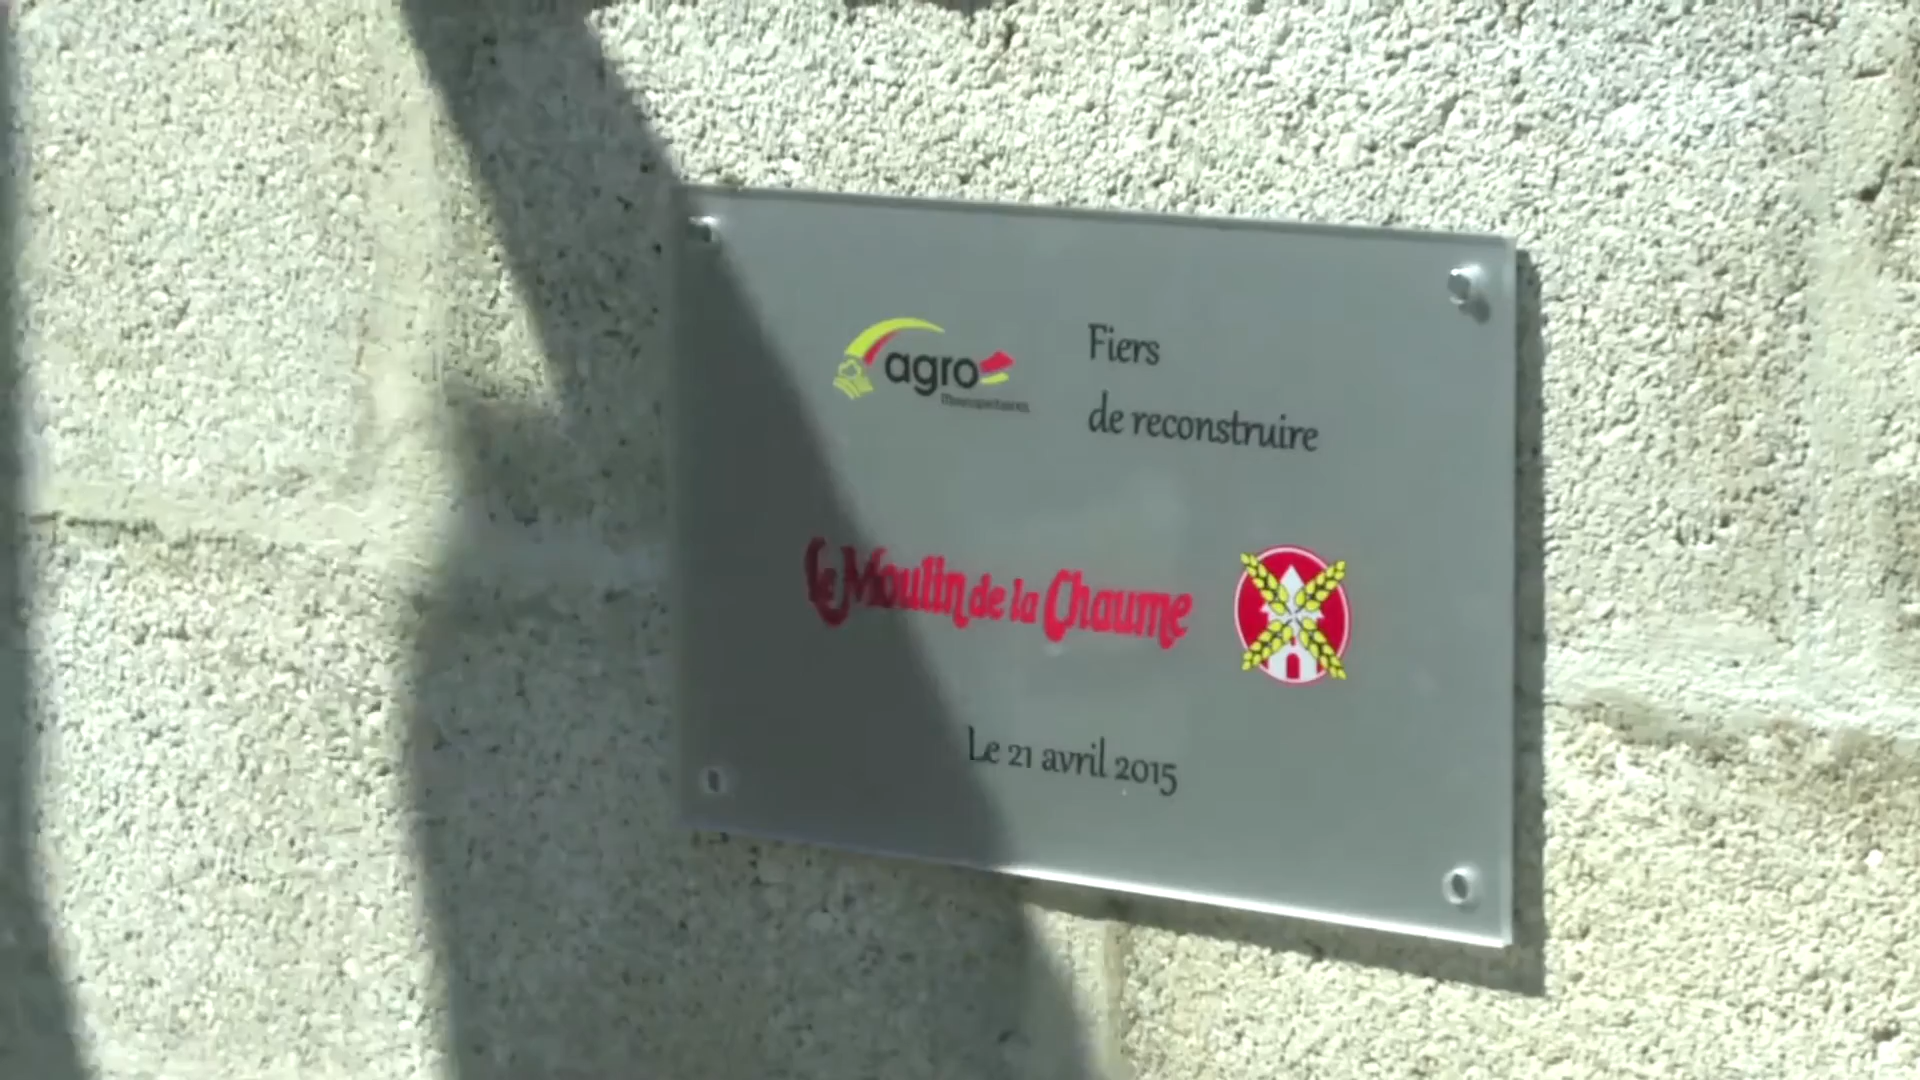 agro
Fiers
de reconstruire
Le Moulin de la Chaume
Le 21 avril 2015